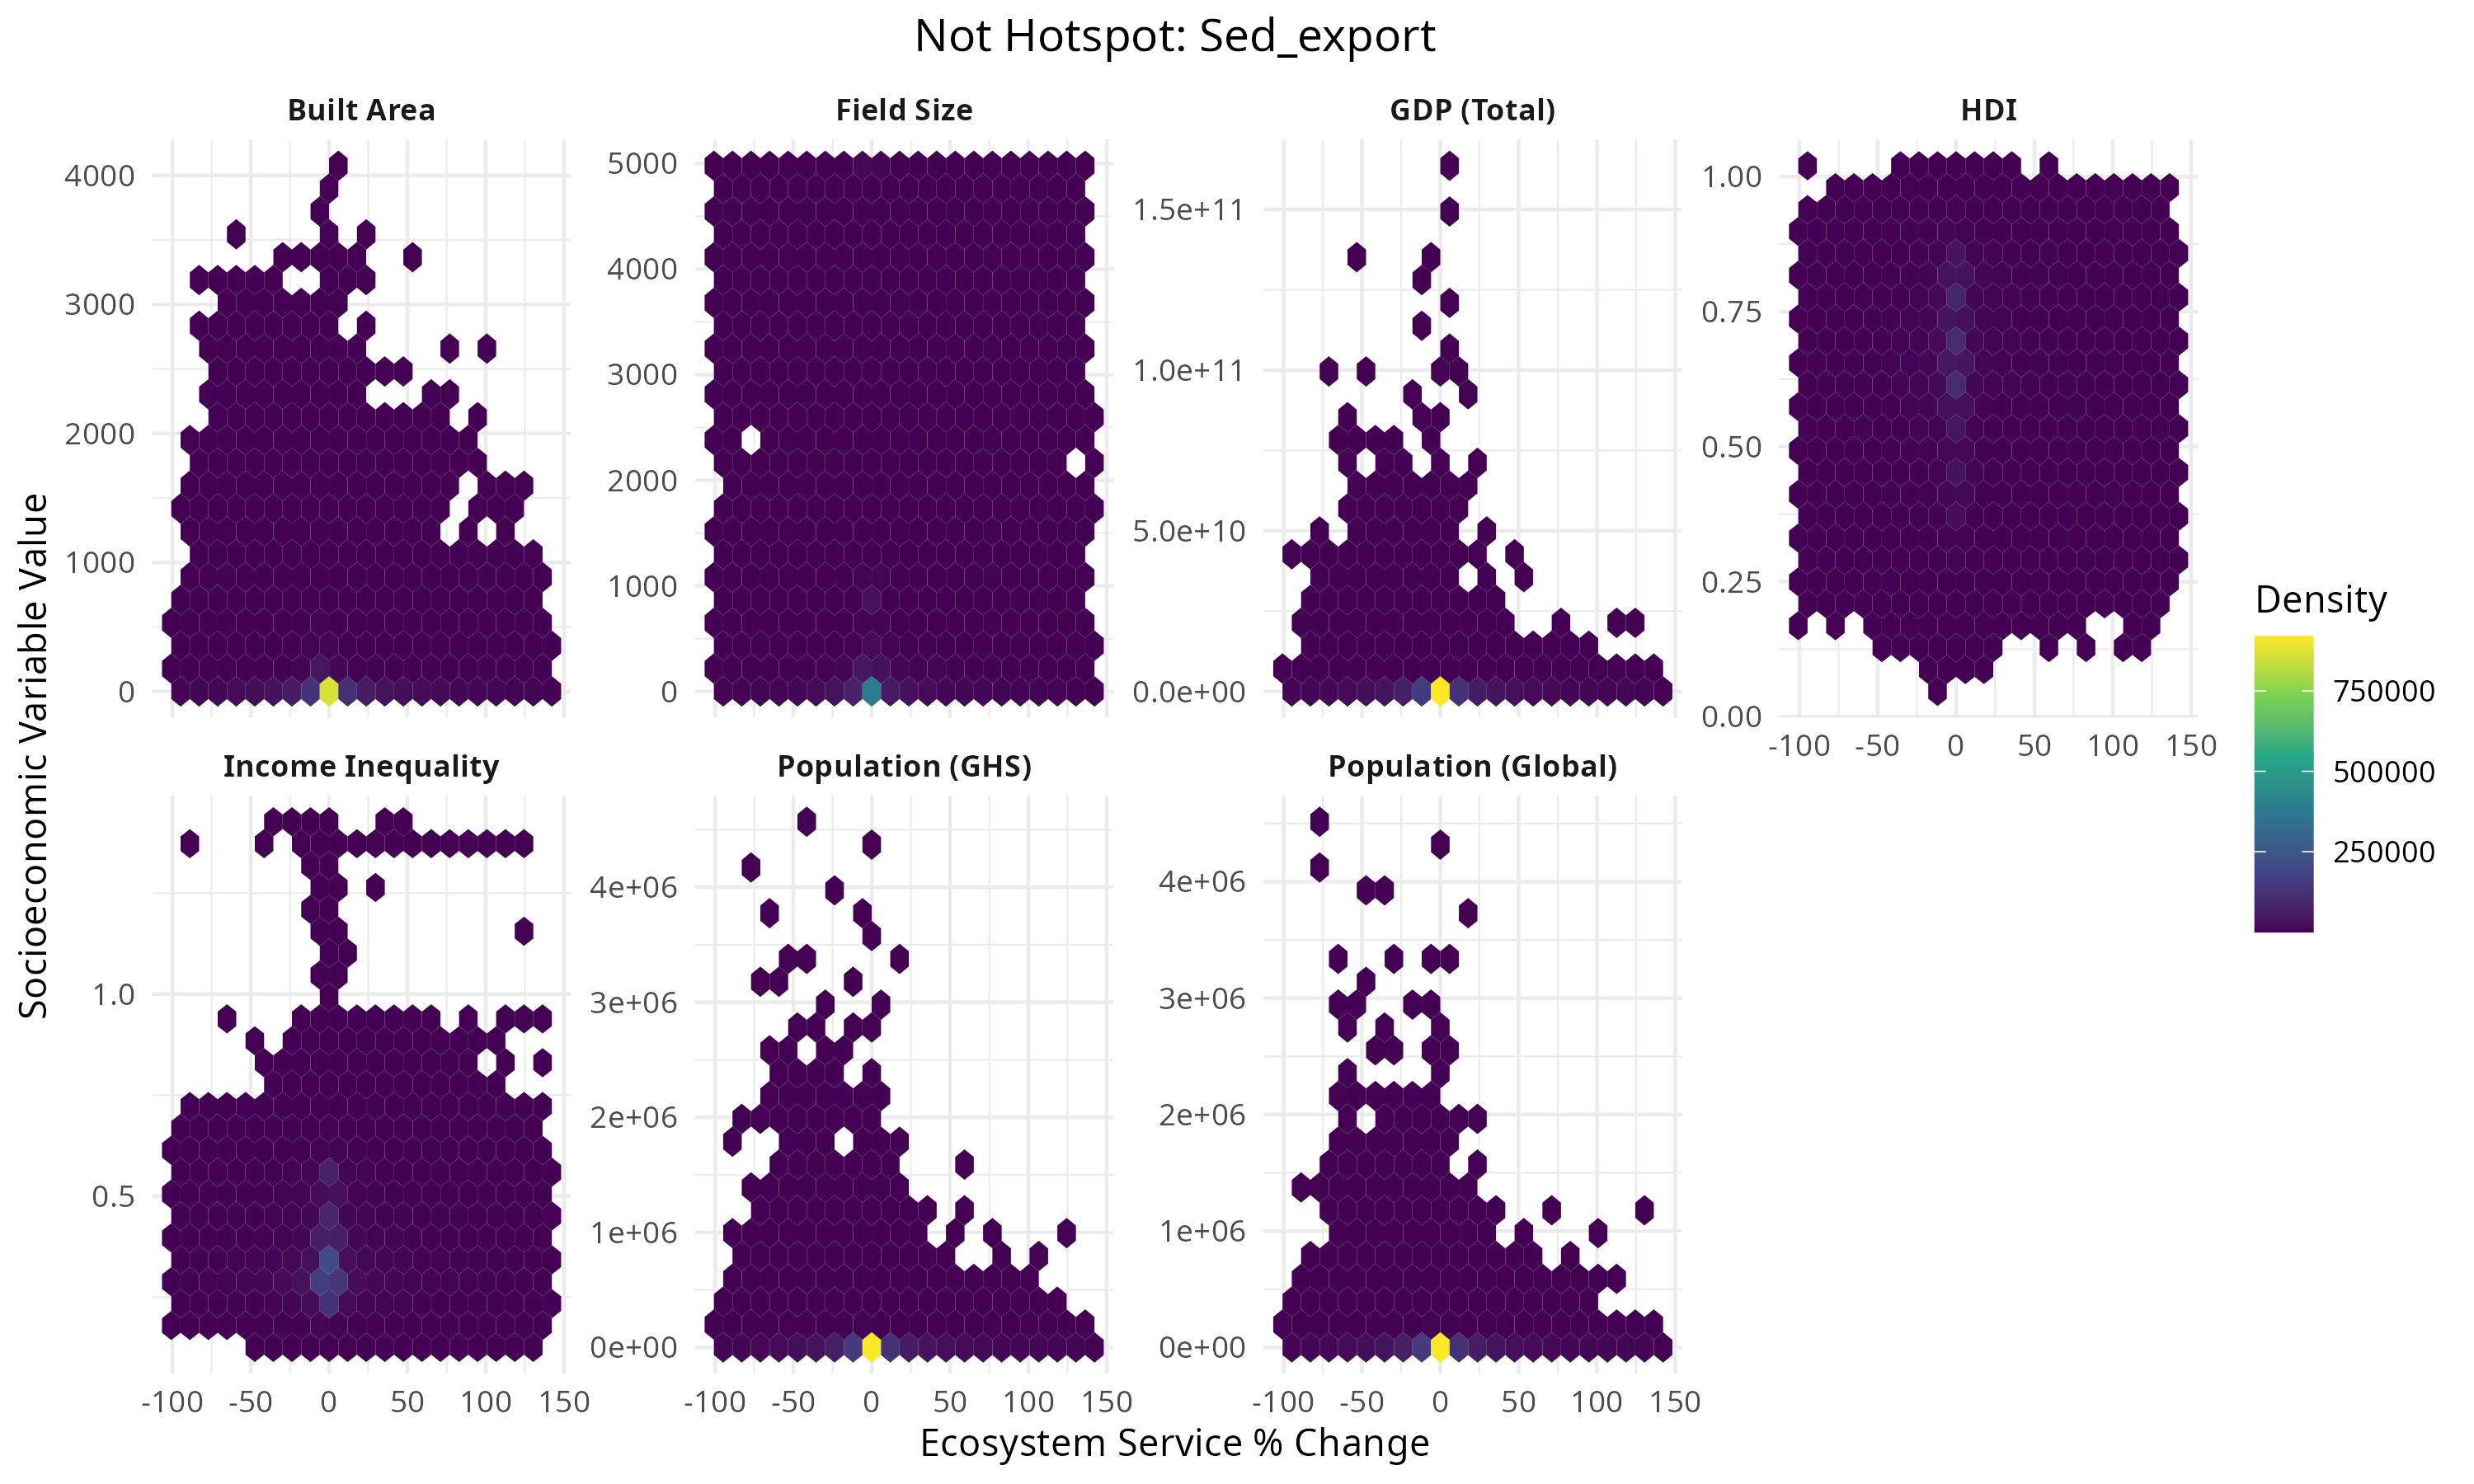 Not Hotspot: Sed_export
Built Area
Field Size
GDP (Total)
HDI
4000
3000
2000
1000
0
5000
4000
3000
2000
1000
0
1.5e+11
1.0e+11
5.0e+10
0.0e+00
1.00
0.75
0.50
0.25
0.00
-100 -50 0 50 100 150
Income Inequality
Population (GHS)
Population (Global)
1.0
0.5
4e+06
3e+06
2e+06
1e+06
0e+00
4e+06
3e+06
2e+06
1e+06
0e+00
-100 -50 0 50 100 150
-100 -50 0 50 100 150
-100 -50 0 50 100 150
Ecosystem Service % Change
Socioeconomic Variable Value
Density
750000
500000
250000